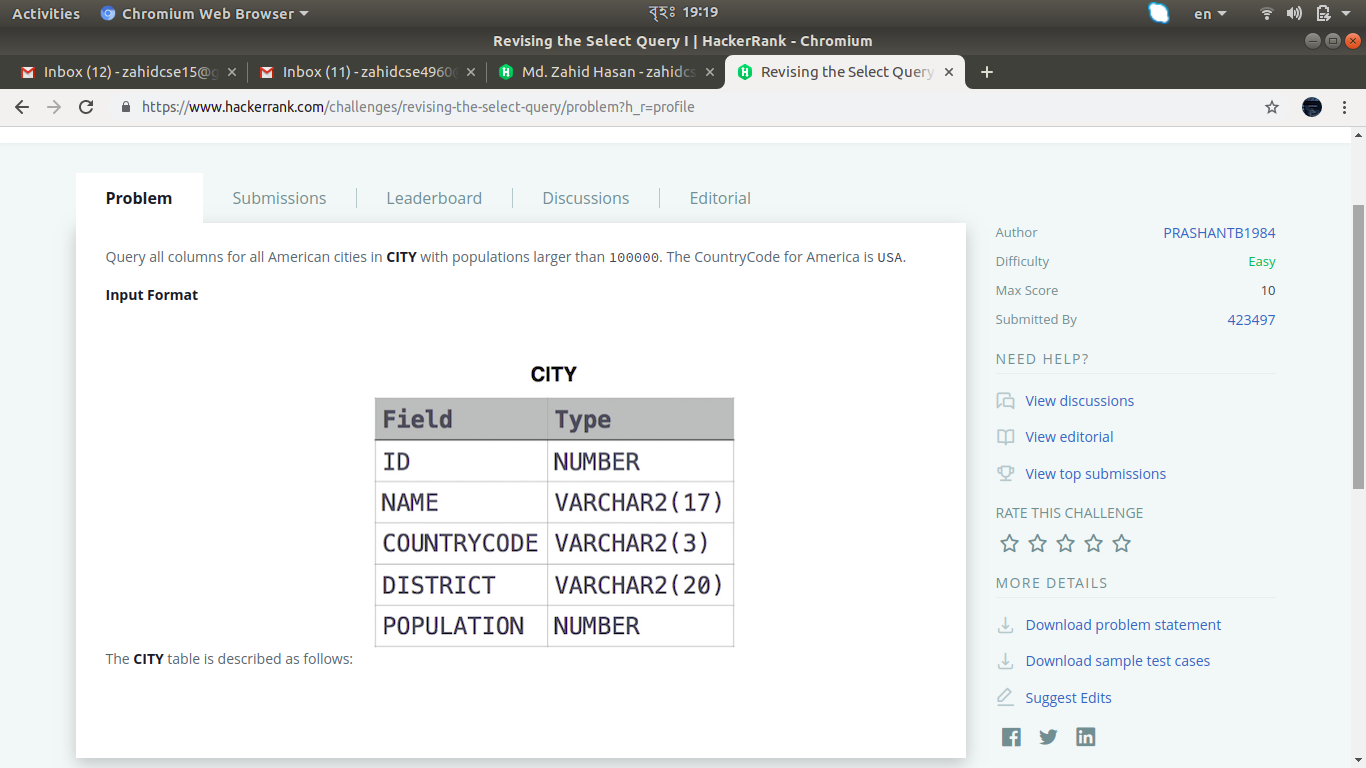 Activities Chromium Web Browser বৃহঃ 19:19 en
Revising the Select Query I | HackerRank - Chromium
Inbox (12) - zahidcse15@g Inbox (11) - zahidcse4960 Md. Zahid Hasan - zahidcs Revising the Select Query
https://www.hackerrank.com/challenges/revising-the-select-query/problem?h_r=profile
Problem Submissions Leaderboard Discussions Editorial
Query all columns for all American cities in CITY with populations larger than 100000. The CountryCode for America is USA.
Input Format
CITY
Field Type
ID NUMBER
NAME VARCHAR2(17)
COUNTRYCODE VARCHAR2(3)
DISTRICT VARCHAR2(20)
POPULATION NUMBER
The CITY table is described as follows:
Author PRASHANTB1984
Difficulty Easy
Max Score 10
Submitted By 423497
NEED HELP?
View discussions
View editorial
View top submissions
RATE THIS CHALLENGE
MORE DETAILS
Download problem statement
Download sample test cases
Suggest Edits